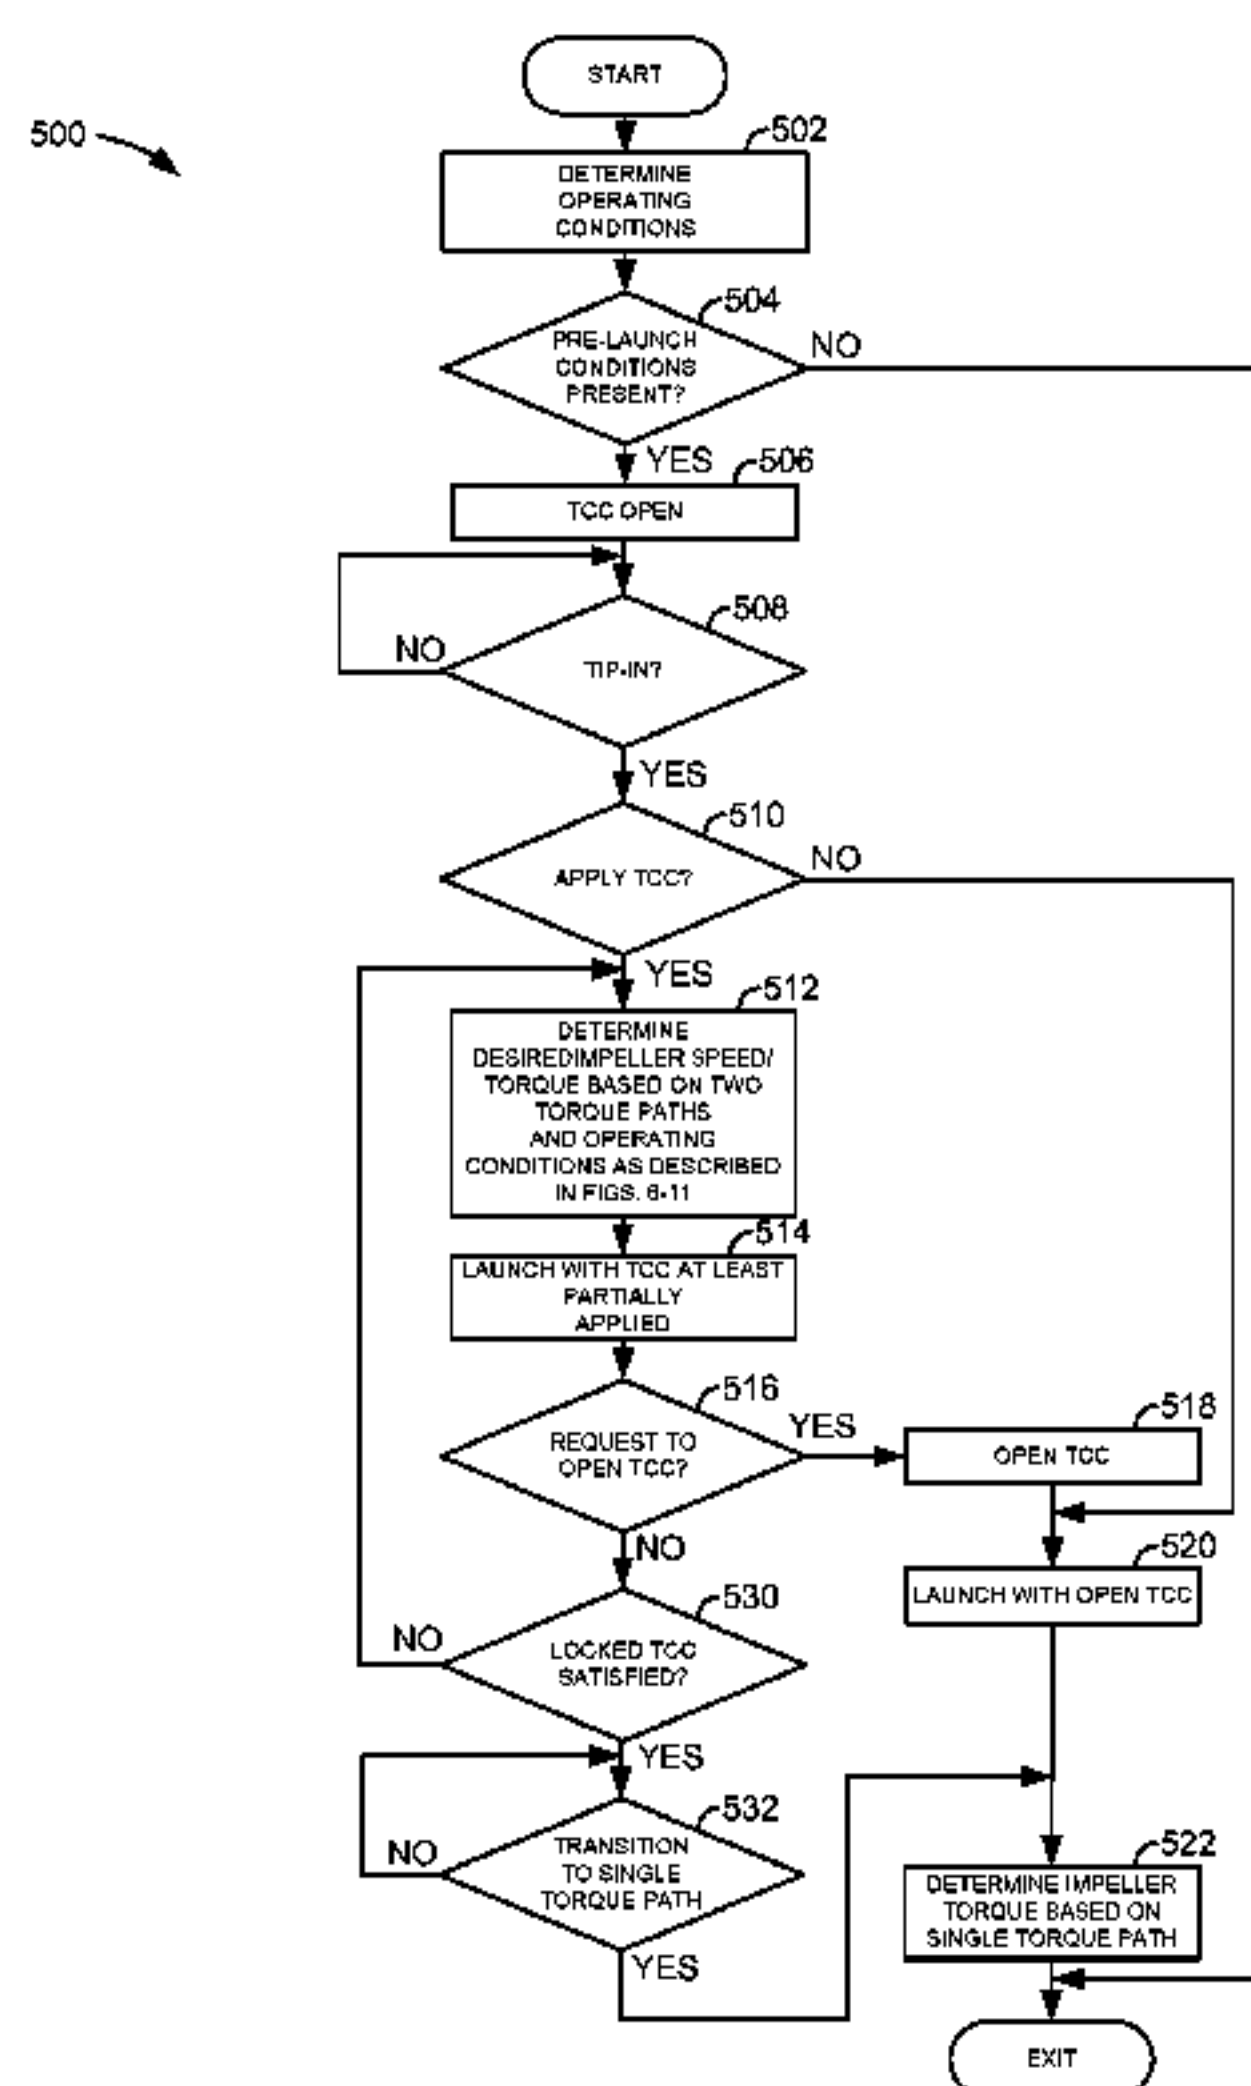 START
500
502
DETERMINE
OPERATING
CONDITIONS
504
PRE-LAUNCH
CONDITIONS
PRESENT?
NO
YES
506
TCC OPEN
508
NO
TIP-IN?
YES
510
APPLY TCC?
NO
YES
512
DETERMINE
DESIREDIMPELLER SPEED/
TORQUE BASED ON TWO
TORQUE PATHS
AND OPERATING
CONDITIONS AS DESCRIBED
IN FIGS. 6-11
514
LAUNCH WITH TCC AT LEAST
PARTIALLY
APPLIED
516
REQUEST TO
OPEN TCC?
YES
518
OPEN TCC
NO
520
LAUNCH WITH OPEN TCC
530
NO
LOCKED TCC
SATISFIED?
YES
532
NO
TRANSITION
TO SINGLE
TORQUE PATH
YES
522
DETERMINE IMPELLER
TORQUE BASED ON
SINGLE TORQUE PATH
EXIT